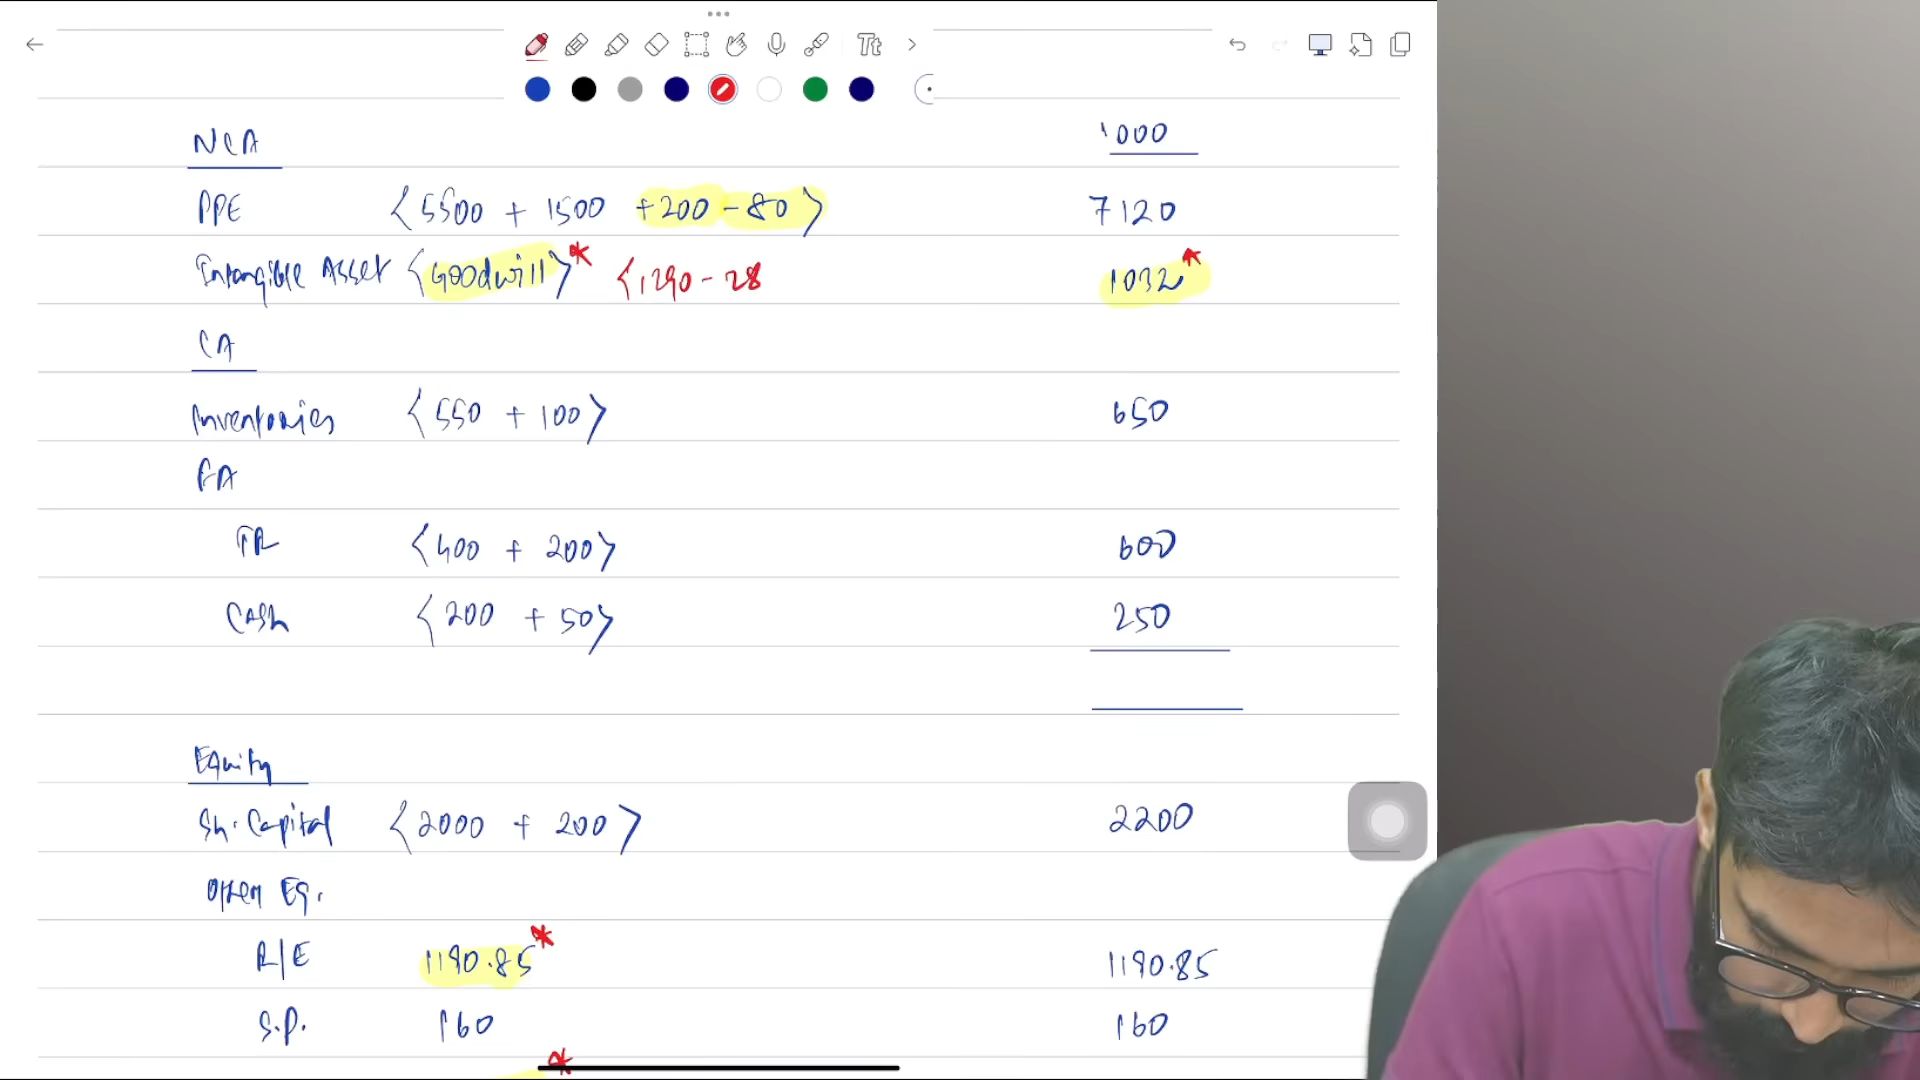 Tt
NCA '000
PPE <5500 + 1500 +200 - 80> 7120
Intangible Asset <Goodwill>* <1290 - 28 1032*
CA
Inventories <550 + 100> 650
FA
TR <400 + 200> 600
Cash <200 + 50> 250
Equity
Sh. Capital <2000 + 200> 2200
Other Eq.
R/E 1190.85* 1190.85
S.P. 160 160
*